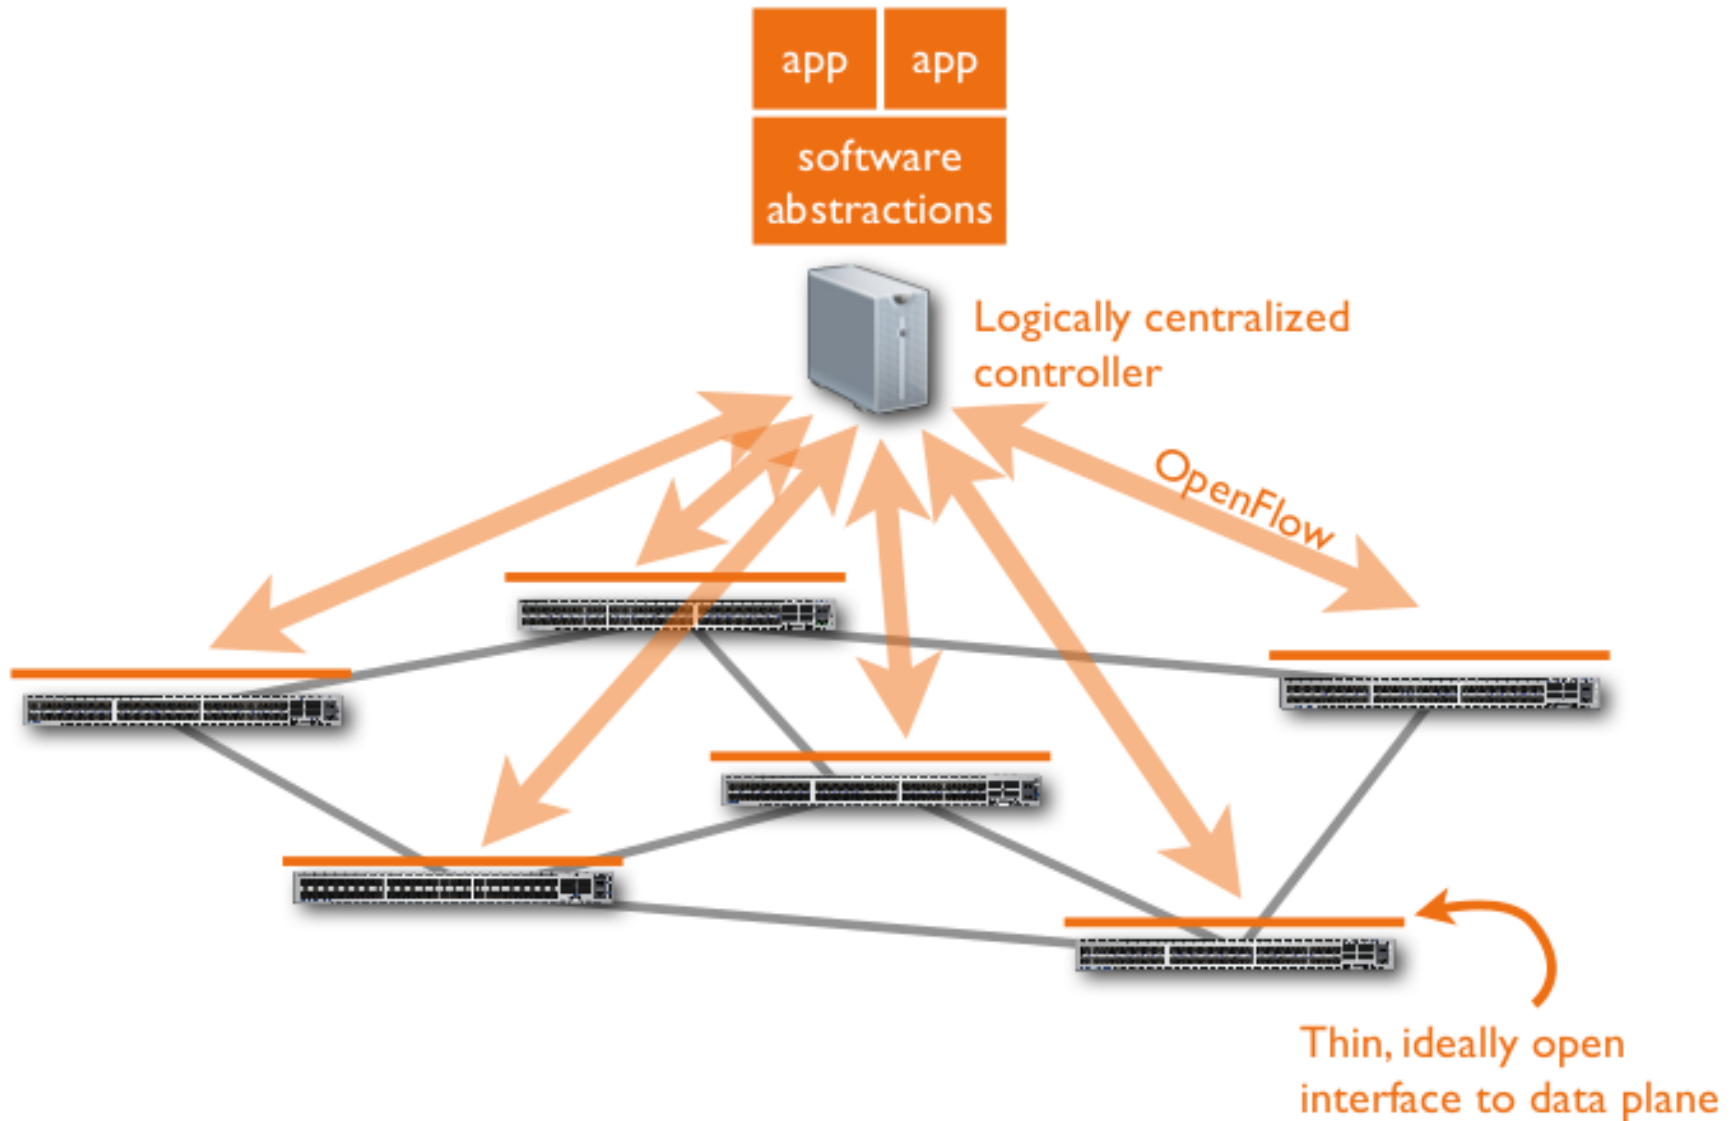 app app
software
abstractions
Logically centralized
controller
OpenFlow
Thin, ideally open
interface to data plane